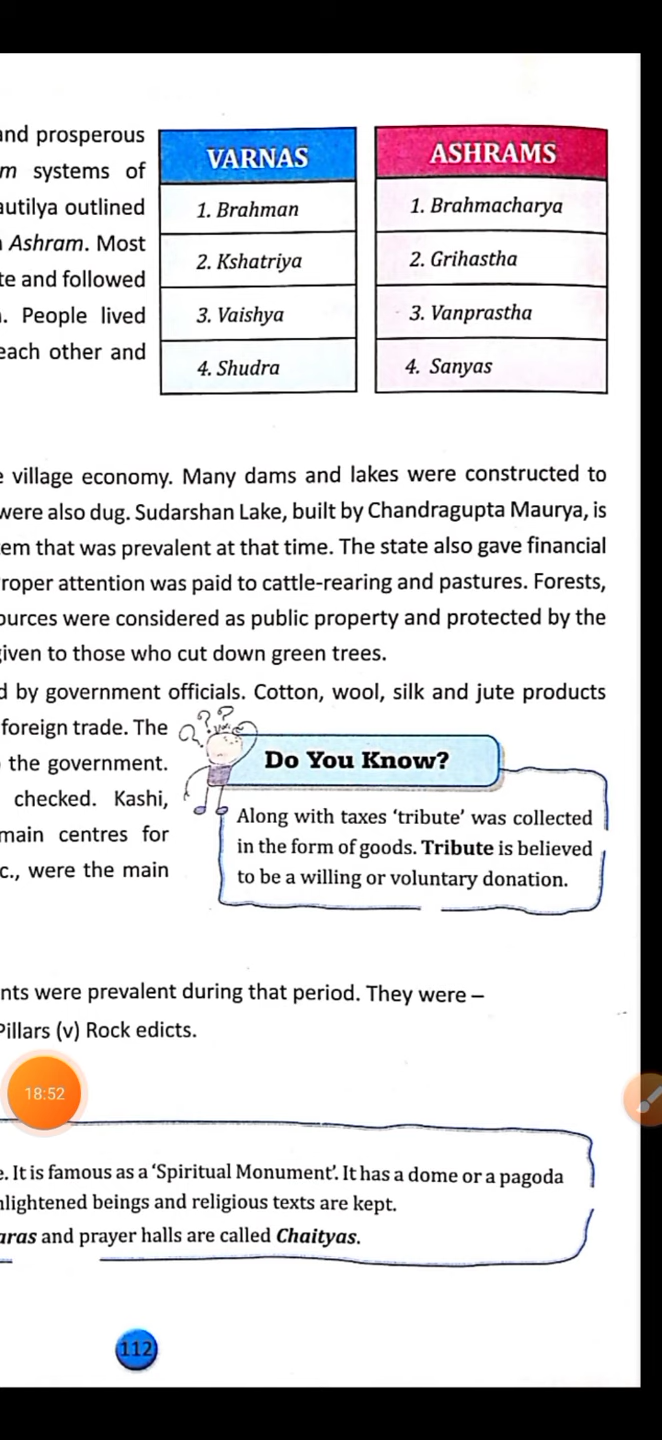 and prosperous
m systems of
autilya outlined
Ashram. Most
te and followed
. People lived
each other and
VARNAS
1. Brahman
2. Kshatriya
3. Vaishya
4. Shudra
ASHRAMS
1. Brahmacharya
2. Grihastha
3. Vanprastha
4. Sanyas
e village economy. Many dams and lakes were constructed to
were also dug. Sudarshan Lake, built by Chandragupta Maurya, is
em that was prevalent at that time. The state also gave financial
roper attention was paid to cattle-rearing and pastures. Forests,
ources were considered as public property and protected by the
given to those who cut down green trees.
d by government officials. Cotton, wool, silk and jute products
foreign trade. The
the government.
checked. Kashi,
main centres for
c., were the main
Do You Know?
Along with taxes ‘tribute’ was collected
in the form of goods. Tribute is believed
to be a willing or voluntary donation.
nts were prevalent during that period. They were –
Pillars (v) Rock edicts.
18:52
e. It is famous as a ‘Spiritual Monument’. It has a dome or a pagoda
nlightened beings and religious texts are kept.
aras and prayer halls are called Chaityas.
112